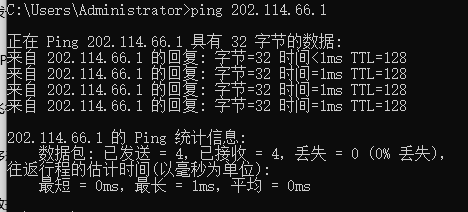 C:\Users\Administrator>ping 202.114.66.1
正在 Ping 202.114.66.1 具有 32 字节的数据:
来自 202.114.66.1 的回复: 字节=32 时间<1ms TTL=128
来自 202.114.66.1 的回复: 字节=32 时间=1ms TTL=128
来自 202.114.66.1 的回复: 字节=32 时间=1ms TTL=128
来自 202.114.66.1 的回复: 字节=32 时间=1ms TTL=128
202.114.66.1 的 Ping 统计信息:
数据包: 已发送 = 4, 已接收 = 4, 丢失 = 0 (0% 丢失),
往返行程的估计时间(以毫秒为单位):
最短 = 0ms, 最长 = 1ms, 平均 = 0ms